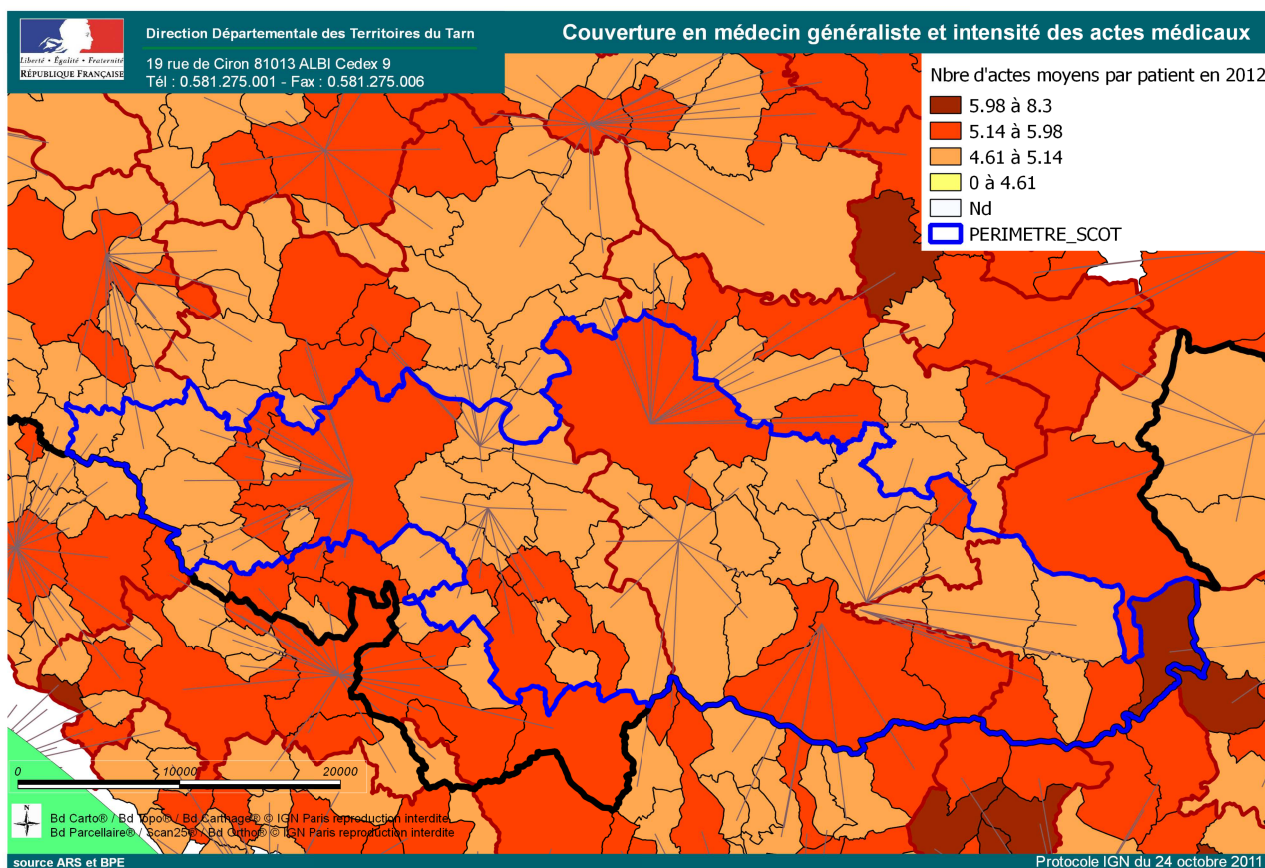 Liberté • Égalité • Fraternité
RÉPUBLIQUE FRANÇAISE
Direction Départementale des Territoires du Tarn
19 rue de Ciron 81013 ALBI Cedex 9
Tél : 0.581.275.001 - Fax : 0.581.275.006
Couverture en médecin généraliste et intensité des actes médicaux
Nbre d'actes moyens par patient en 2012
5.98 à 8.3
5.14 à 5.98
4.61 à 5.14
0 à 4.61
Nd
PERIMETRE_SCOT
0 10000 20000
N
Bd Carto® / Bd Topo® / Bd Carthage® © IGN Paris reproduction interdite
Bd Parcellaire® / Scan25® / Bd Ortho® © IGN Paris reproduction interdite
source ARS et BPE
Protocole IGN du 24 octobre 2011